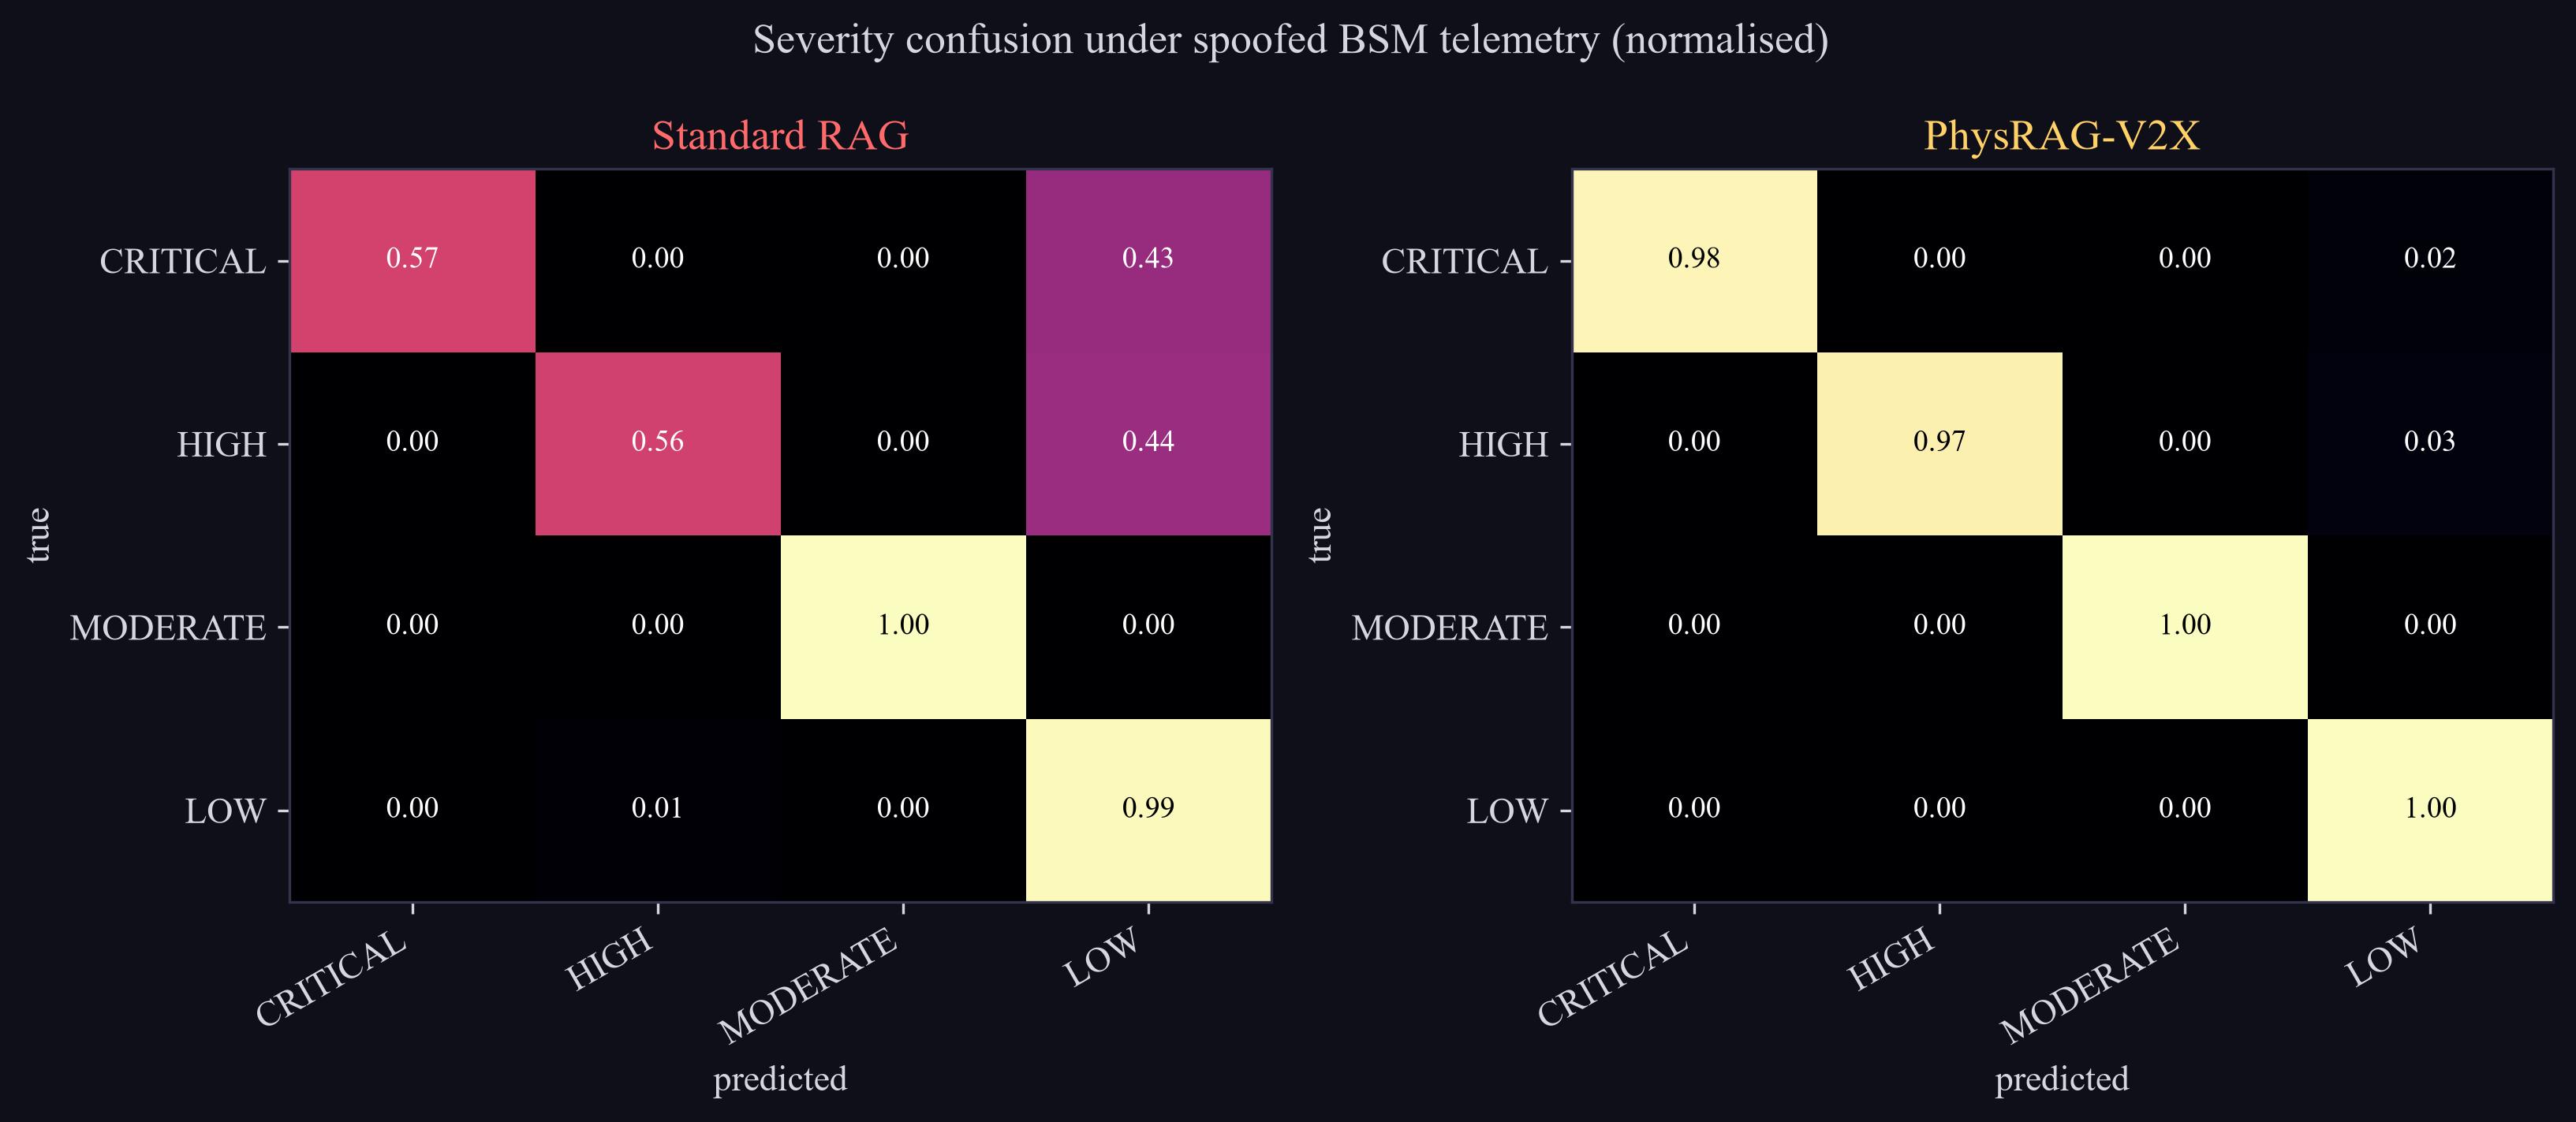 Severity confusion under spoofed BSM telemetry (normalised)
Standard RAG
CRITICAL 0.57 0.00 0.00 0.43
HIGH 0.00 0.56 0.00 0.44
MODERATE 0.00 0.00 1.00 0.00
LOW 0.00 0.01 0.00 0.99
true
CRITICAL HIGH MODERATE LOW
predicted
PhysRAG-V2X
CRITICAL 0.98 0.00 0.00 0.02
HIGH 0.00 0.97 0.00 0.03
MODERATE 0.00 0.00 1.00 0.00
LOW 0.00 0.00 0.00 1.00
true
CRITICAL HIGH MODERATE LOW
predicted